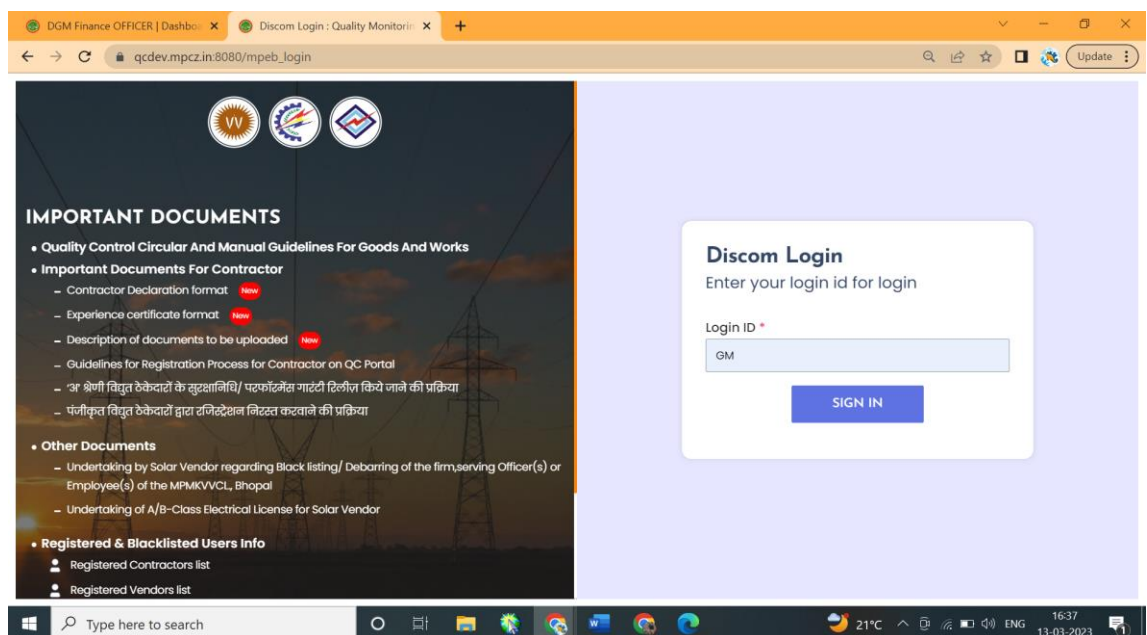 DGM Finance OFFICER | Dashbo
Discom Login : Quality Monitorin
qcdev.mpcz.in:8080/mpeb_login
Update
VV
IMPORTANT DOCUMENTS
• Quality Control Circular And Manual Guidelines For Goods And Works
• Important Documents For Contractor
– Contractor Declaration format New
– Experience certificate format New
– Description of documents to be uploaded New
– Guidelines for Registration Process for Contractor on QC Portal
– 'अ' श्रेणी विद्युत ठेकेदारों के सुरक्षानिधि/ परफॉरमेंस गारंटी रिलीज़ किये जाने की प्रक्रिया
– पंजीकृत विद्युत ठेकेदारों द्वारा रजिस्ट्रेशन निरस्त करवाने की प्रक्रिया
• Other Documents
– Undertaking by Solar Vendor regarding Black listing/ Debarring of the firm,serving Officer(s) or
Employee(s) of the MPMKVVCL, Bhopal
– Undertaking of A/B-Class Electrical License for Solar Vendor
• Registered & Blacklisted Users Info
Registered Contractors list
Registered Vendors list
Discom Login
Enter your login id for login
Login ID *
GM
SIGN IN
Type here to search
21°C
ENG
16:37
13-03-2023
1